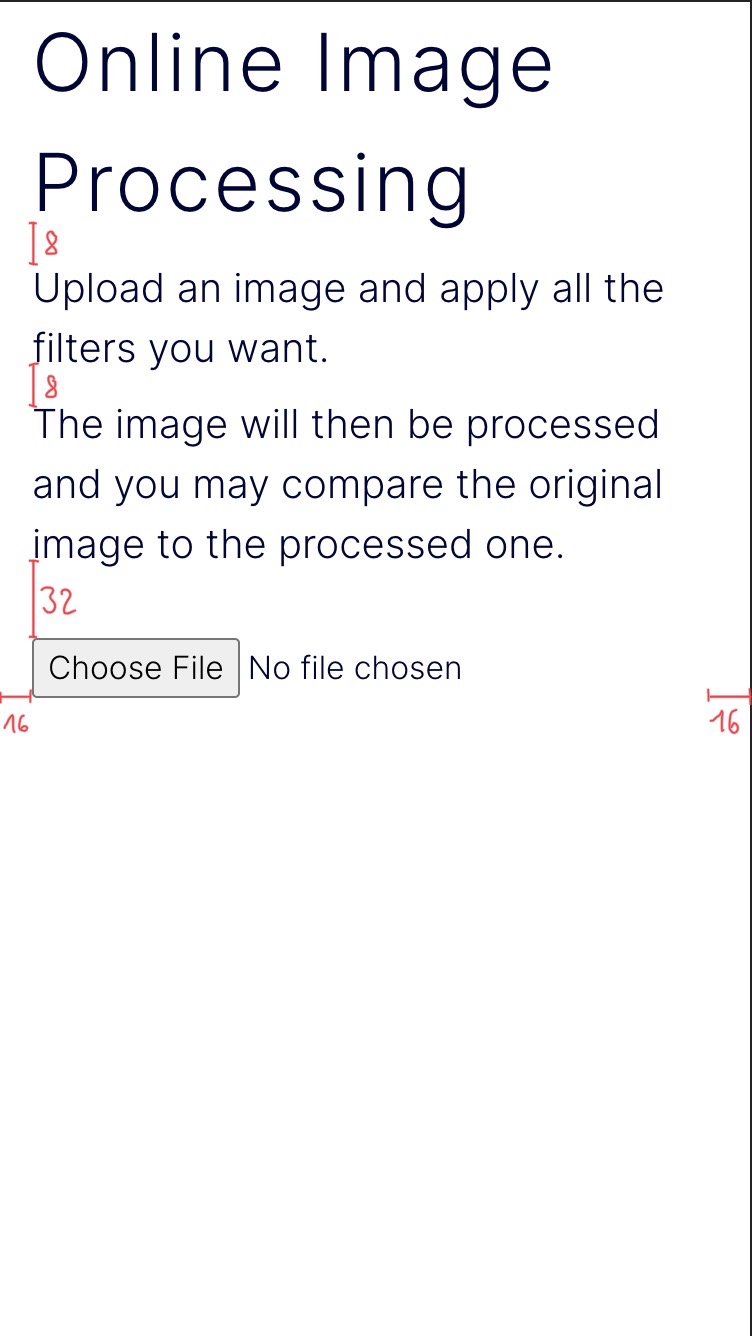 Online Image
Processing
8
Upload an image and apply all the
filters you want.
8
The image will then be processed
and you may compare the original
image to the processed one.
32
Choose File No file chosen
16 16